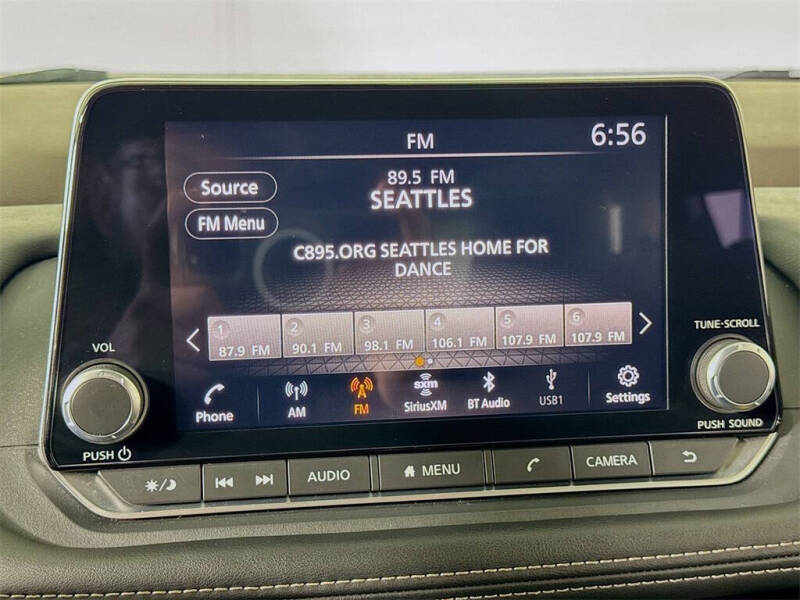 FM
6:56
Source
89.5 FM
SEATTLES
FM Menu
C895.ORG SEATTLES HOME FOR
DANCE
1
87.9 FM
2
90.1 FM
3
98.1 FM
4
106.1 FM
5
107.9 FM
6
107.9 FM
Phone
AM
FM
sxm
SiriusXM
BT Audio
USB1
Settings
VOL
PUSH
TUNE·SCROLL
PUSH SOUND
AUDIO
MENU
CAMERA